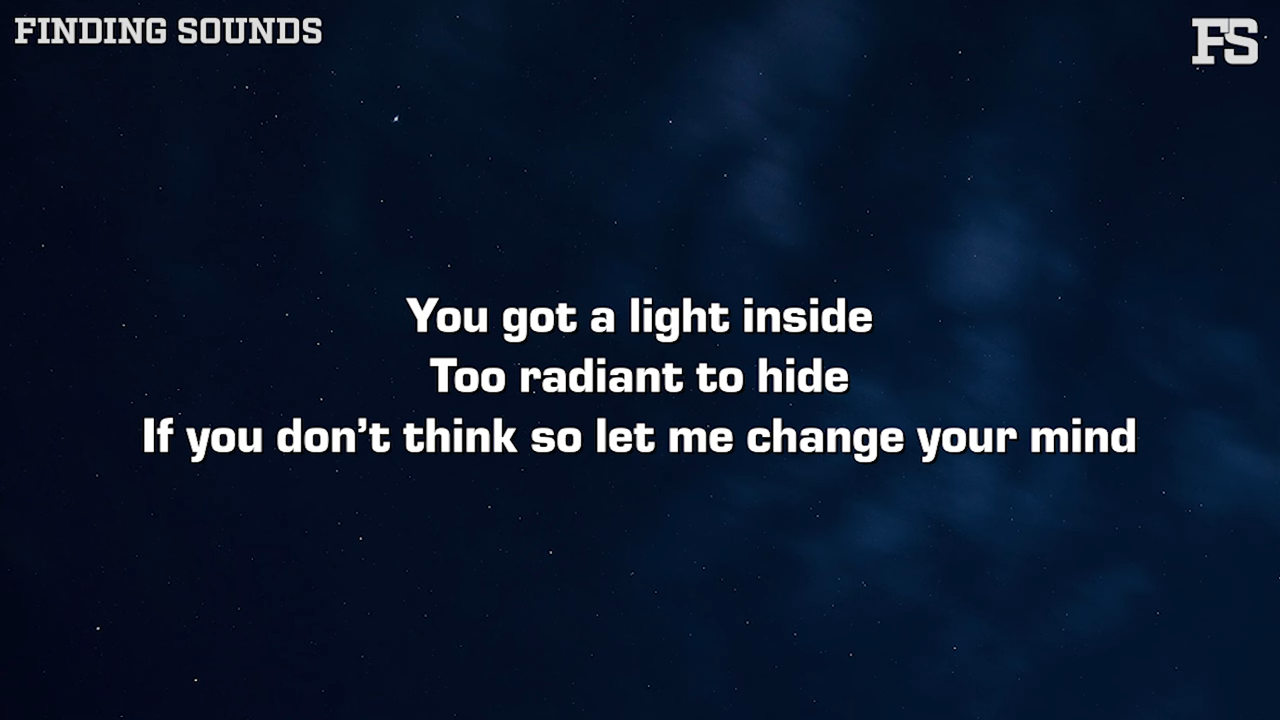 FINDING SOUNDS
FS
You got a light inside
Too radiant to hide
If you don’t think so let me change your mind